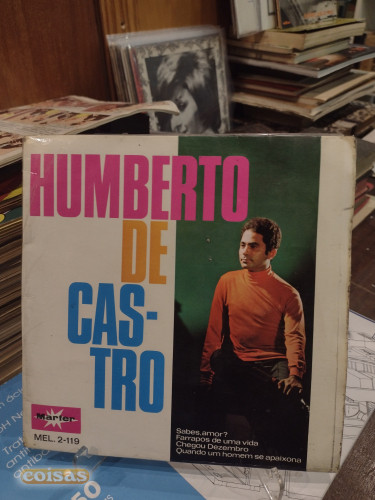 HUMBERTO
DE
CAS-
TRO
Marfer
MEL. 2-119
Sabes, amor?
Farrapos de uma vida
Chegou Dezembro
Quando um homem se apaixona
coisas
50